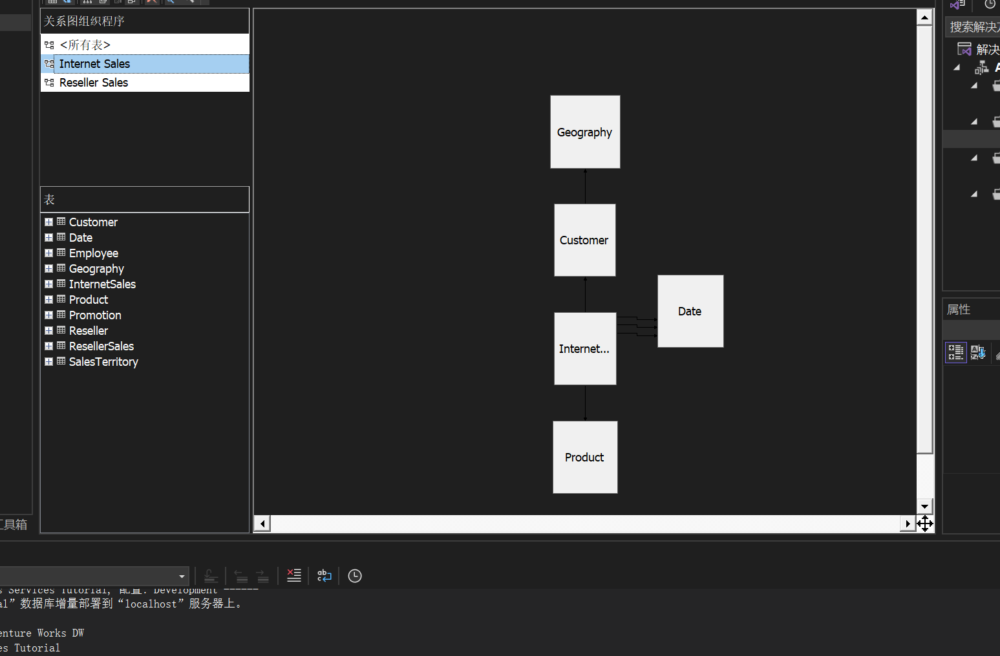 关系图组织程序
<所有表>
Internet Sales
Reseller Sales
表
Customer
Date
Employee
Geography
InternetSales
Product
Promotion
Reseller
ResellerSales
SalesTerritory
Geography
Customer
Date
Internet...
Product
搜索解决方
解决
属性
工具箱
s Services Tutorial, 配置: Development ------
al”数据库增量部署到“localhost”服务器上。
enture Works DW
es Tutorial